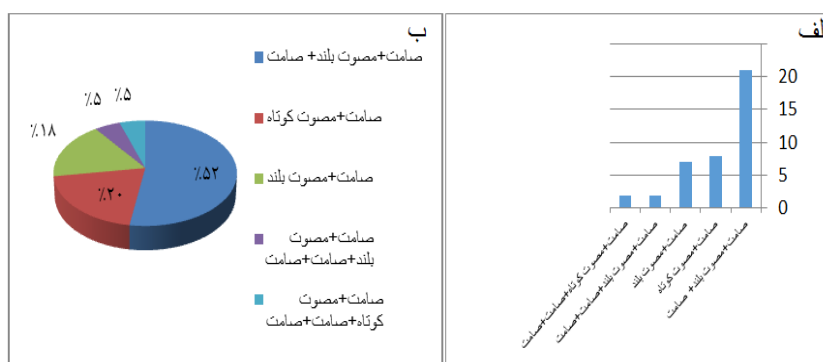 الف
20
15
10
5
0
صامت+مصوت بلند+ صامت
صامت+مصوت کوتاه
صامت+مصوت بلند
صامت+مصوت بلند+صامت+صامت
صامت+مصوت کوتاه+صامت+صامت
ب
صامت+مصوت بلند+ صامت
صامت+مصوت کوتاه
صامت+مصوت بلند
صامت+مصوت
بلند+صامت+صامت
صامت+مصوت
کوتاه+صامت+صامت
٪۵۲
٪۲۰
٪۱۸
٪۵
٪۵